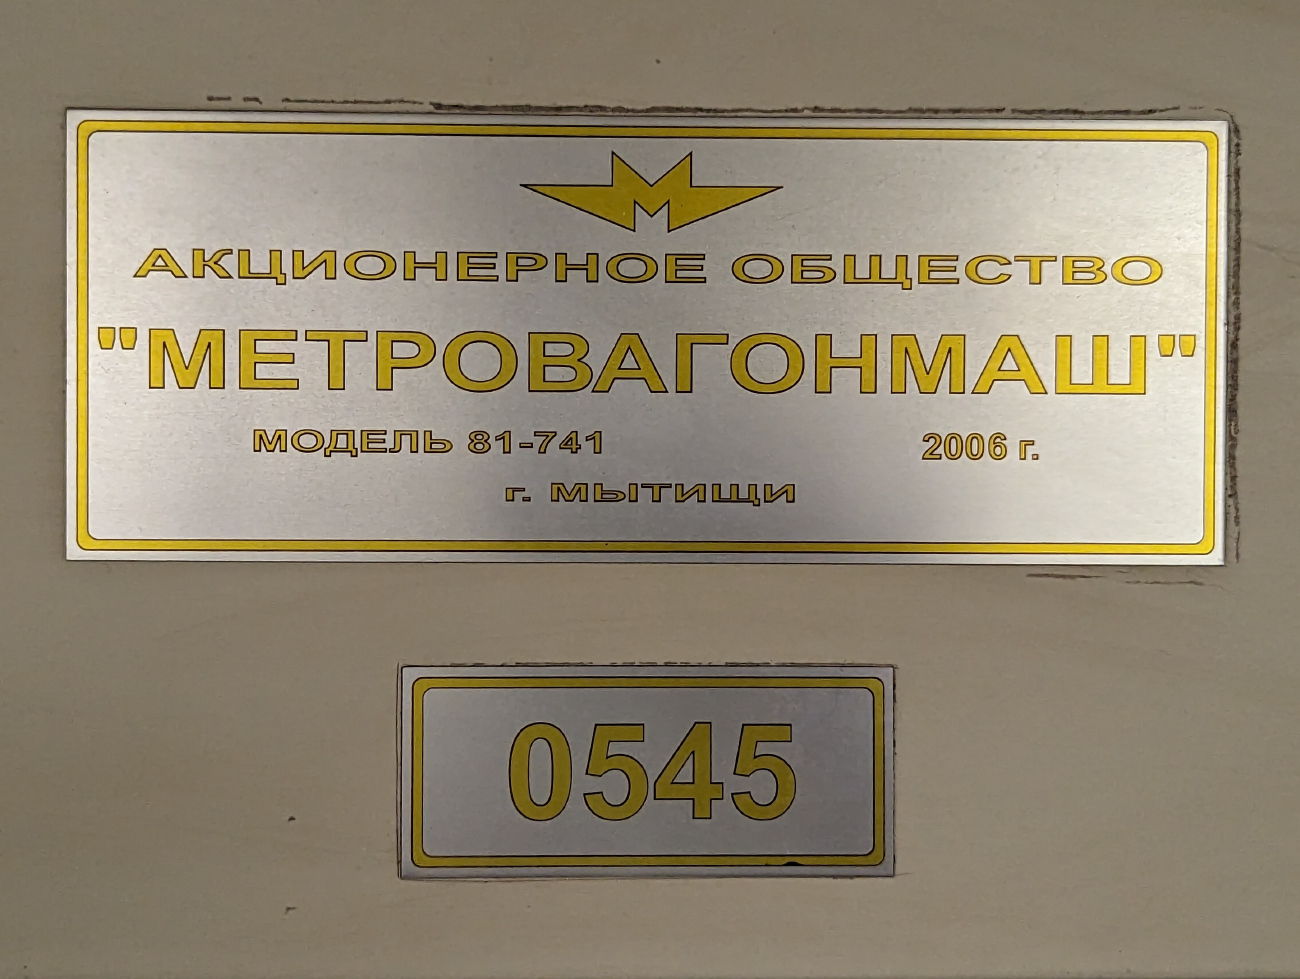 АКЦИОНЕРНОЕ ОБЩЕСТВО
"МЕТРОВАГОНМАШ"
МОДЕЛЬ 81-741 2006 г.
г. МЫТИЩИ
0545